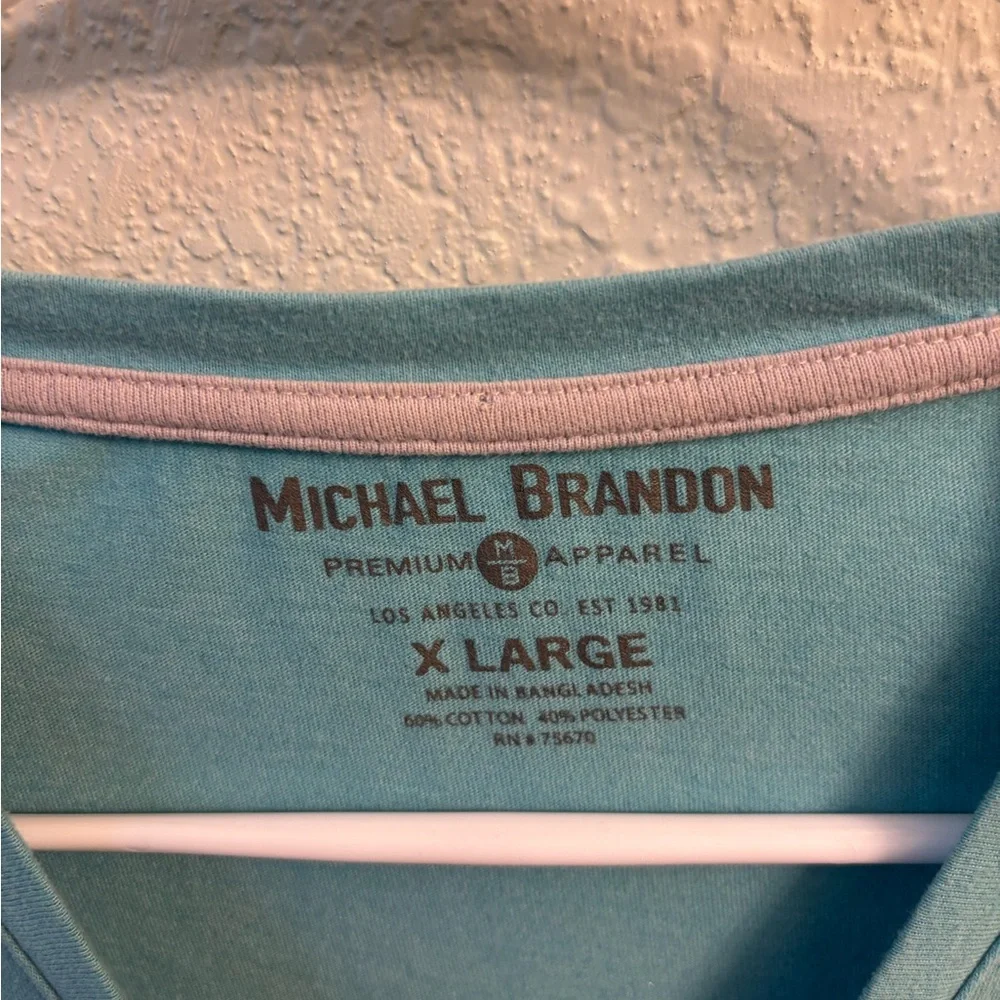 MICHAEL BRANDON
PREMIUM M B APPAREL
LOS ANGELES CO. EST 1981
X LARGE
MADE IN BANGLADESH
60% COTTON 40% POLYESTER
RN # 75670